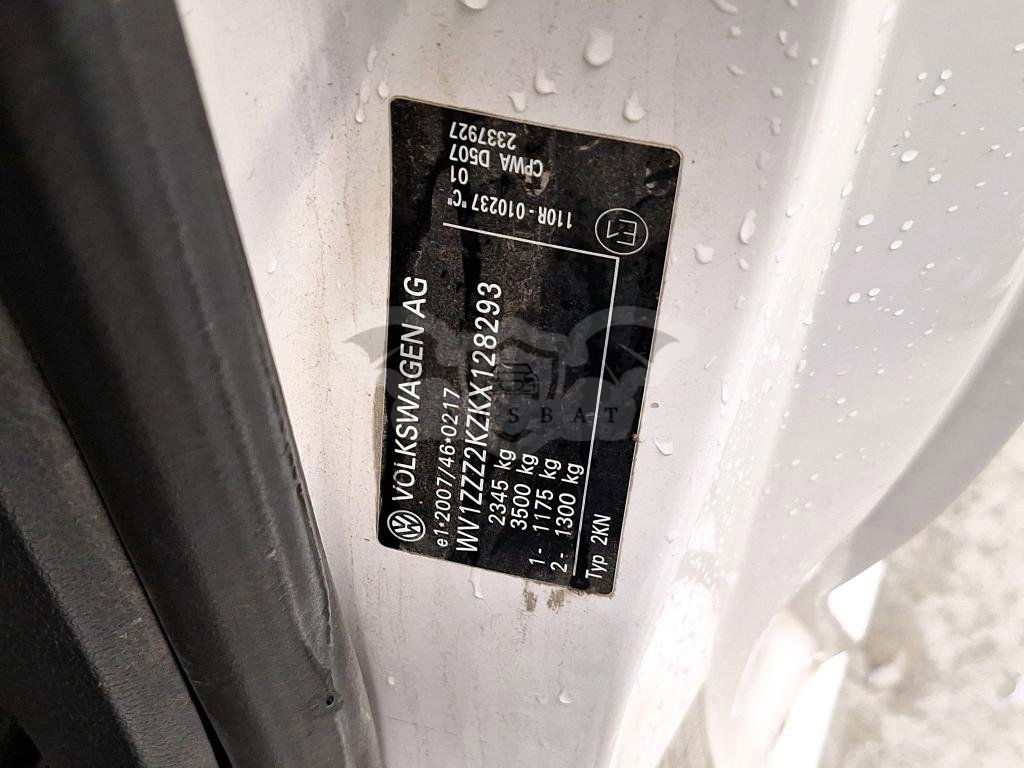 VOLKSWAGEN AG
e1*2007/46*0217
WV1ZZZ2KZKX128293
2345 kg
3500 kg
1- 1175 kg
2- 1300 kg
Typ 2KN
E1
110R-010237 "C"
01
CPWA D507
2337927
SBAT